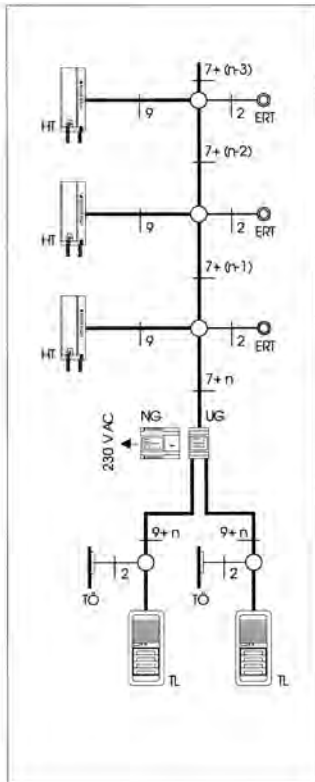 7+ (n-3)
HT
9
2
ERT
7+ (n-2)
HT
9
2
ERT
7+ (n-1)
HT
9
2
ERT
7+ n
230 V AC
NG
UG
9+ n
9+ n
TÖ
2
TÖ
2
TL
TL